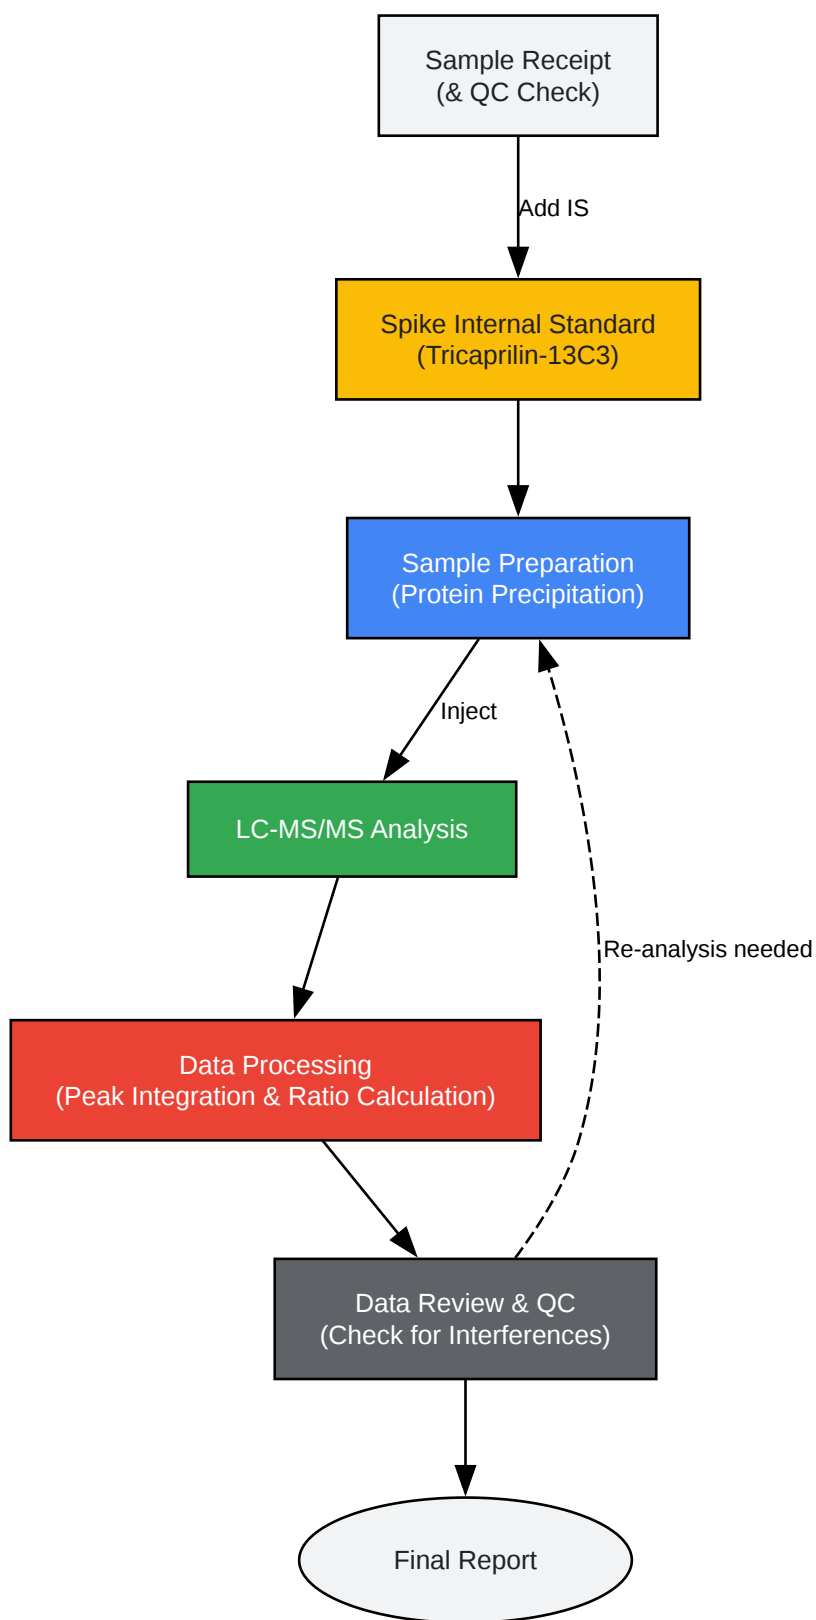 Sample Receipt
(& QC Check)
Add IS
Spike Internal Standard
(Tricaprilin-13C3)
Sample Preparation
(Protein Precipitation)
Inject
LC-MS/MS Analysis
Re-analysis needed
Data Processing
(Peak Integration & Ratio Calculation)
Data Review & QC
(Check for Interferences)
Final Report